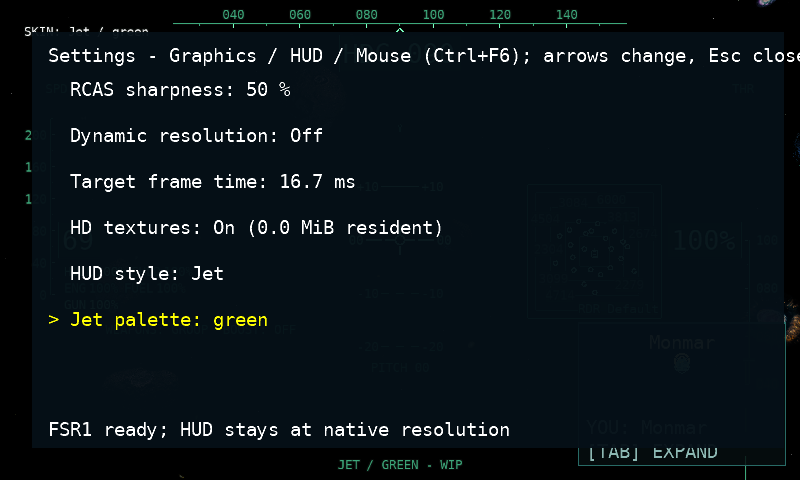 040 060 080 100 120 140
SKIN: Jet / green
Settings - Graphics / HUD / Mouse (Ctrl+F6); arrows change, Esc close
RCAS sharpness: 50 %
Dynamic resolution: Off
Target frame time: 16.7 ms
HD textures: On (0.0 MiB resident)
69
100%
HUD style: Jet
> Jet palette: green
Monmar
YOU: Monmar
FSR1 ready; HUD stays at native resolution
[TAB] EXPAND
JET / GREEN - WIP